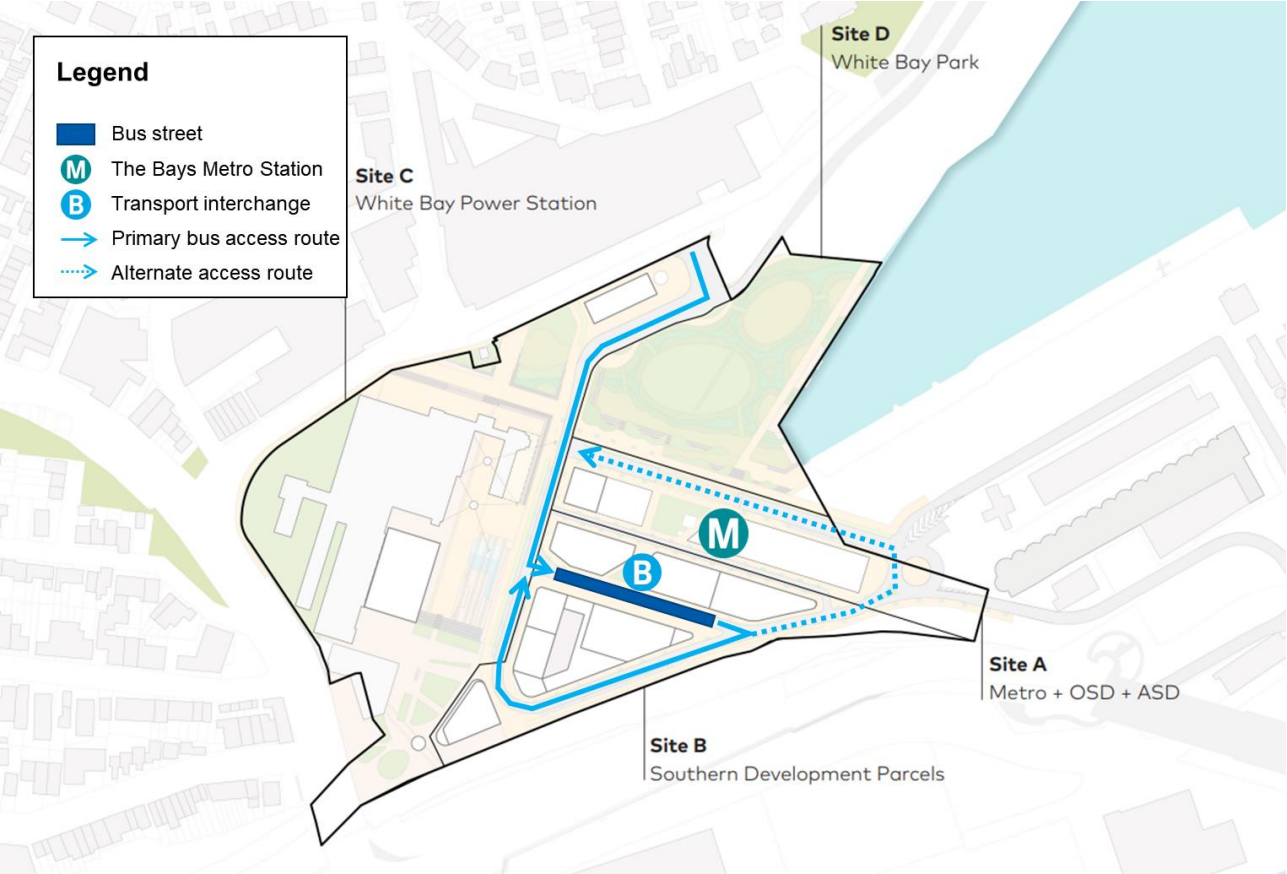 Legend
Bus street
M The Bays Metro Station
B Transport interchange
Primary bus access route
Alternate access route
Site D
White Bay Park
Site C
White Bay Power Station
M
B
Site A
Metro + OSD + ASD
Site B
Southern Development Parcels